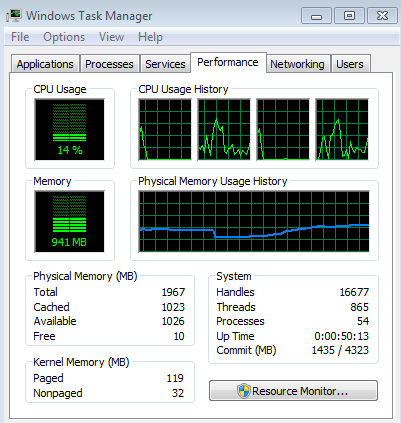 Windows Task Manager
File Options View Help
Applications Processes Services Performance Networking Users
CPU Usage CPU Usage History
14 %
Memory Physical Memory Usage History
941 MB
Physical Memory (MB)
Total 1967
Cached 1023
Available 1026
Free 10
Kernel Memory (MB)
Paged 119
Nonpaged 32
System
Handles 16677
Threads 865
Processes 54
Up Time 0:00:50:13
Commit (MB) 1435 / 4323
Resource Monitor...